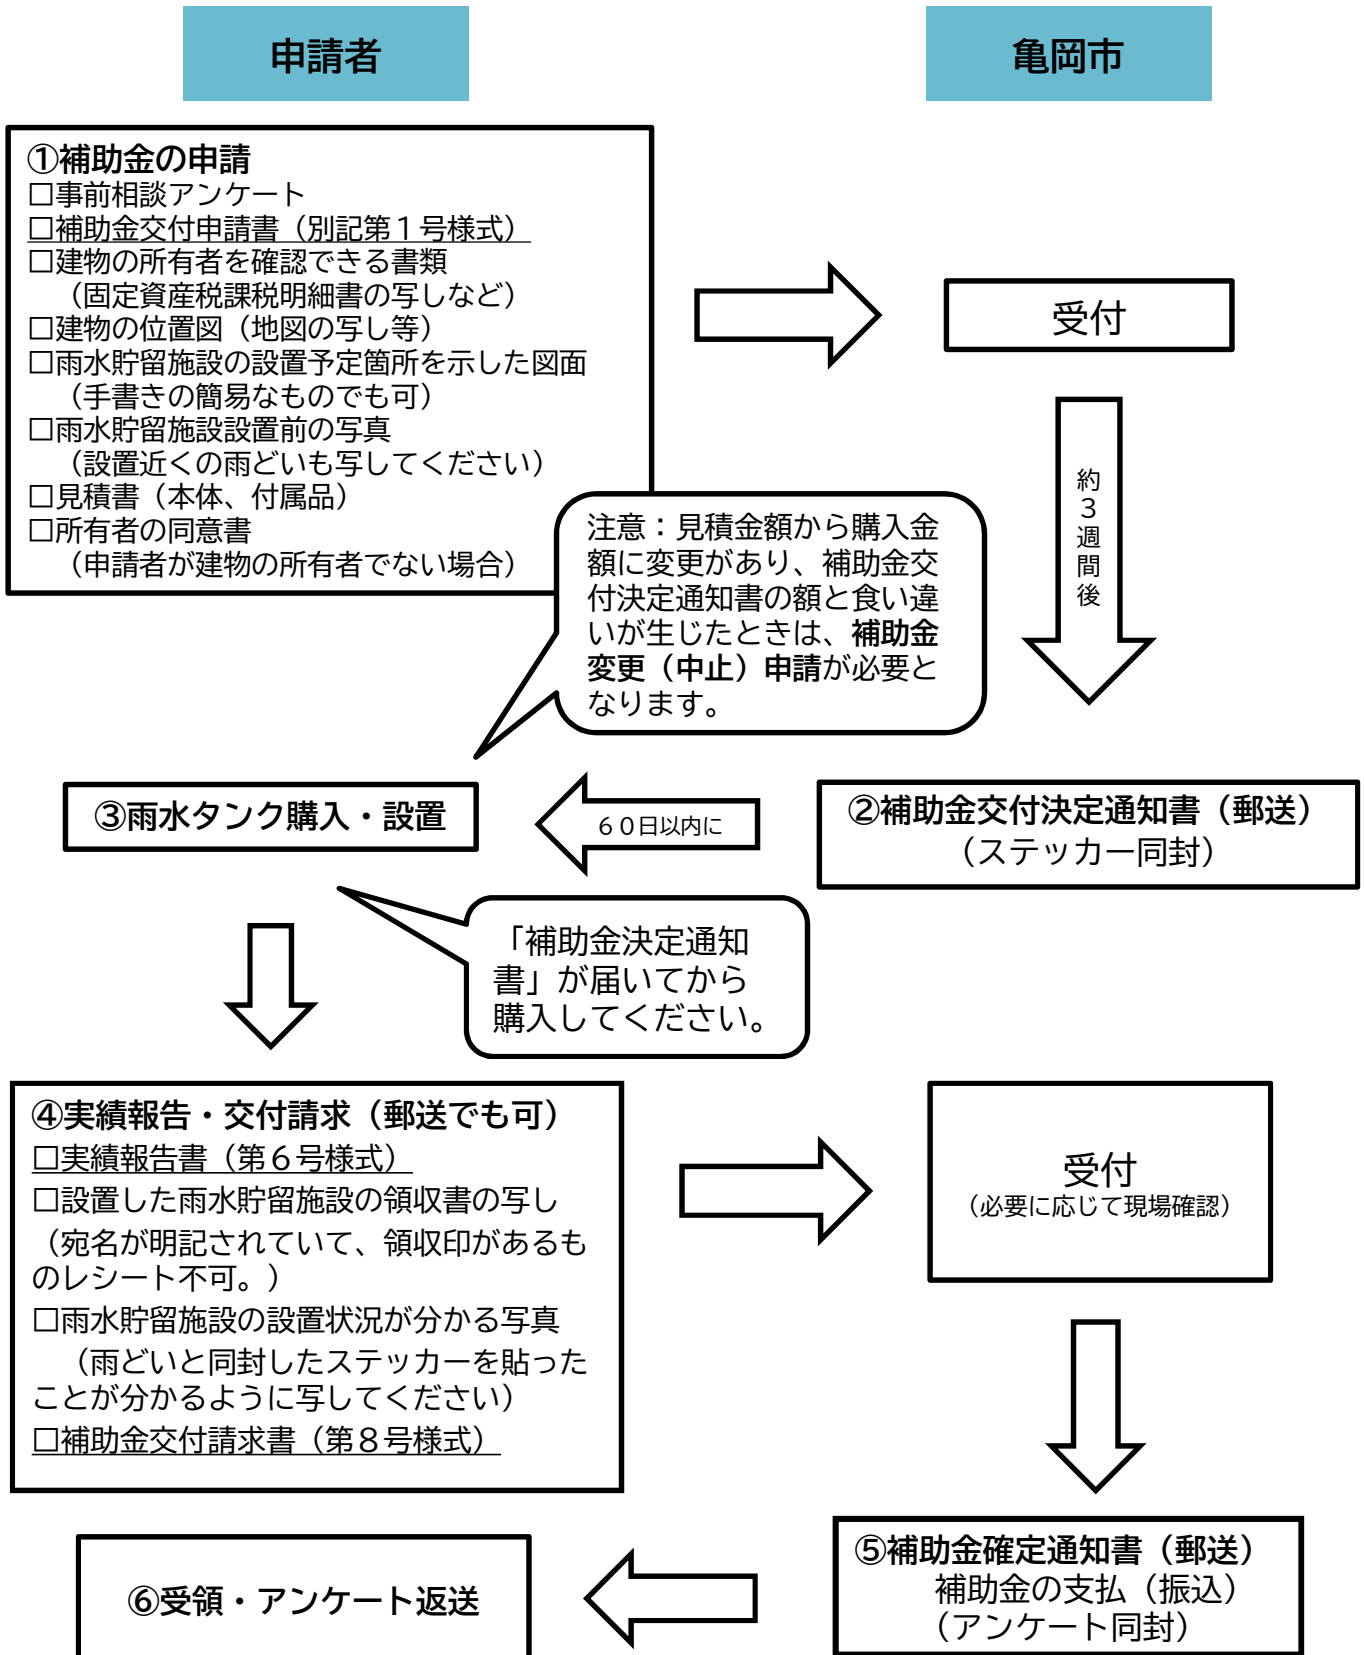 申請者
亀岡市
①補助金の申請
□事前相談アンケート
□補助金交付申請書（別記第１号様式）
□建物の所有者を確認できる書類
（固定資産税課税明細書の写しなど）
□建物の位置図（地図の写し等）
□雨水貯留施設の設置予定箇所を示した図面
（手書きの簡易なものでも可）
□雨水貯留施設設置前の写真
（設置近くの雨どいも写してください）
□見積書（本体、付属品）
□所有者の同意書
（申請者が建物の所有者でない場合）
受付
約３週間後
注意：見積金額から購入金
額に変更があり、補助金交
付決定通知書の額と食い違
いが生じたときは、補助金
変更（中止）申請が必要と
なります。
②補助金交付決定通知書（郵送）
（ステッカー同封）
６０日以内に
③雨水タンク購入・設置
「補助金決定通知
書」が届いてから
購入してください。
④実績報告・交付請求（郵送でも可）
□実績報告書（第６号様式）
□設置した雨水貯留施設の領収書の写し
（宛名が明記されていて、領収印があるも
のレシート不可。）
□雨水貯留施設の設置状況が分かる写真
（雨どいと同封したステッカーを貼った
ことが分かるように写してください）
□補助金交付請求書（第８号様式）
受付
（必要に応じて現場確認）
⑤補助金確定通知書（郵送）
補助金の支払（振込）
（アンケート同封）
⑥受領・アンケート返送